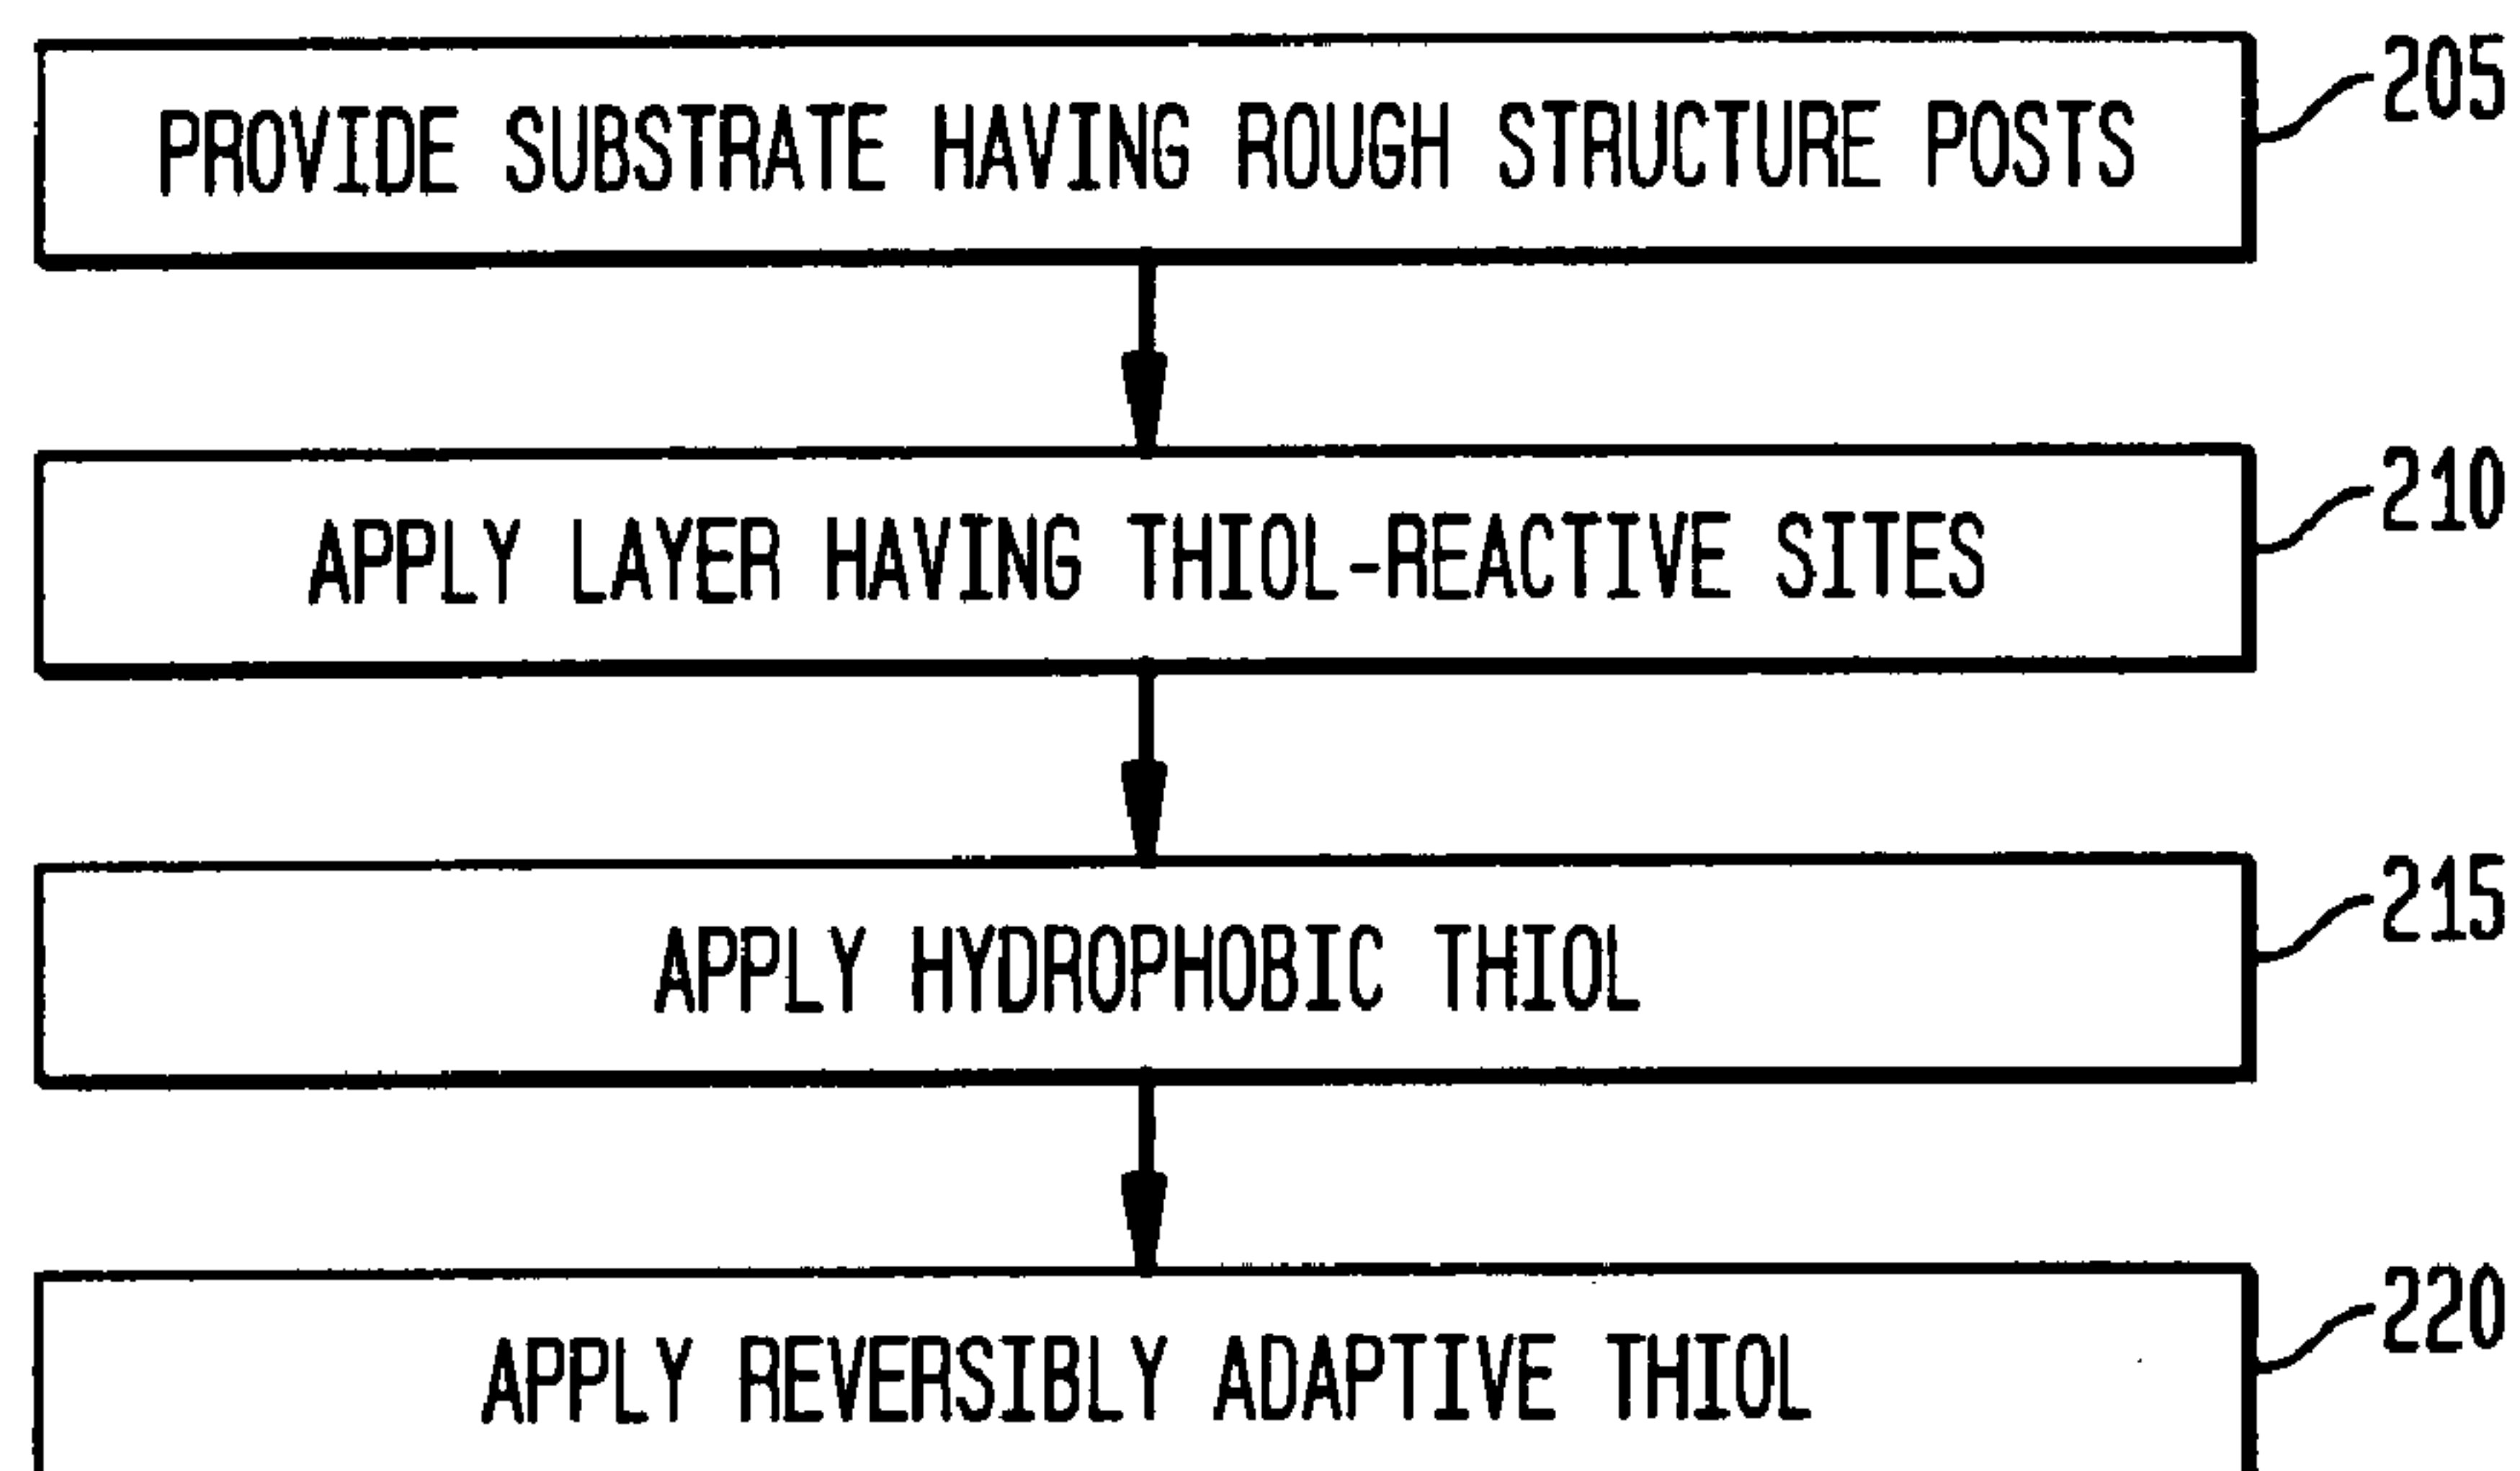 PROVIDE SUBSTRATE HAVING ROUGH STRUCTURE POSTS
205
APPLY LAYER HAVING THIOL-REACTIVE SITES
210
APPLY HYDROPHOBIC THIOL
215
APPLY REVERSIBLY ADAPTIVE THIOL
220